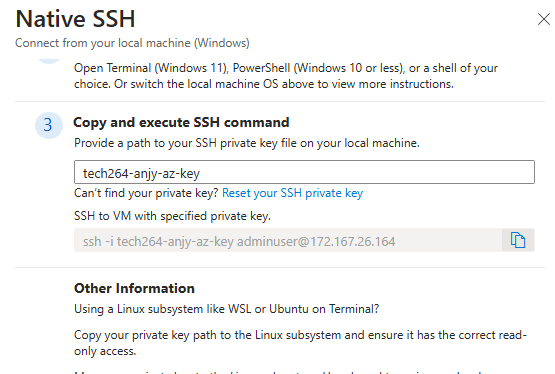 Native SSH
Connect from your local machine (Windows)
Open Terminal (Windows 11), PowerShell (Windows 10 or less), or a shell of your
choice. Or switch the local machine OS above to view more instructions.
3
Copy and execute SSH command
Provide a path to your SSH private key file on your local machine.
tech264-anjy-az-key
Can't find your private key? Reset your SSH private key
SSH to VM with specified private key.
ssh -i tech264-anjy-az-key adminuser@172.167.26.164
Other Information
Using a Linux subsystem like WSL or Ubuntu on Terminal?
Copy your private key path to the Linux subsystem and ensure it has the correct read-
only access.